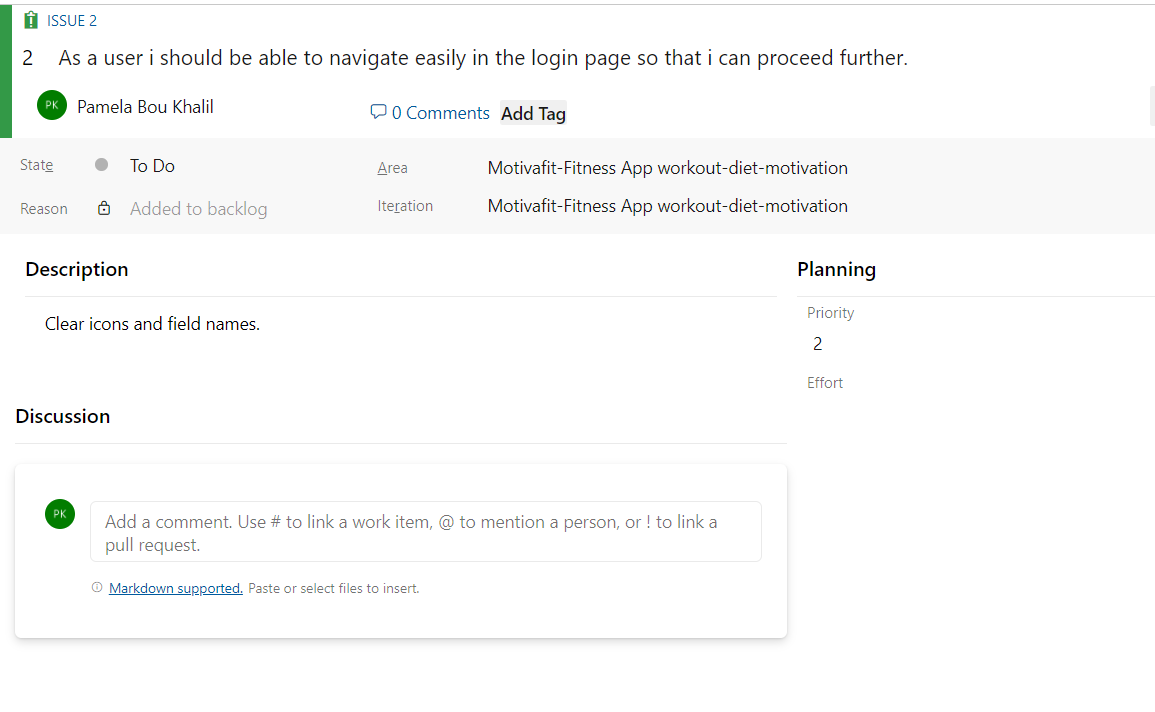 ISSUE 2
2 As a user i should be able to navigate easily in the login page so that i can proceed further.
PK Pamela Bou Khalil
0 Comments Add Tag
State To Do
Area Motivafit-Fitness App workout-diet-motivation
Reason Added to backlog
Iteration Motivafit-Fitness App workout-diet-motivation
Description
Clear icons and field names.
Planning
Priority
2
Effort
Discussion
PK
Add a comment. Use # to link a work item, @ to mention a person, or ! to link a
pull request.
Markdown supported. Paste or select files to insert.